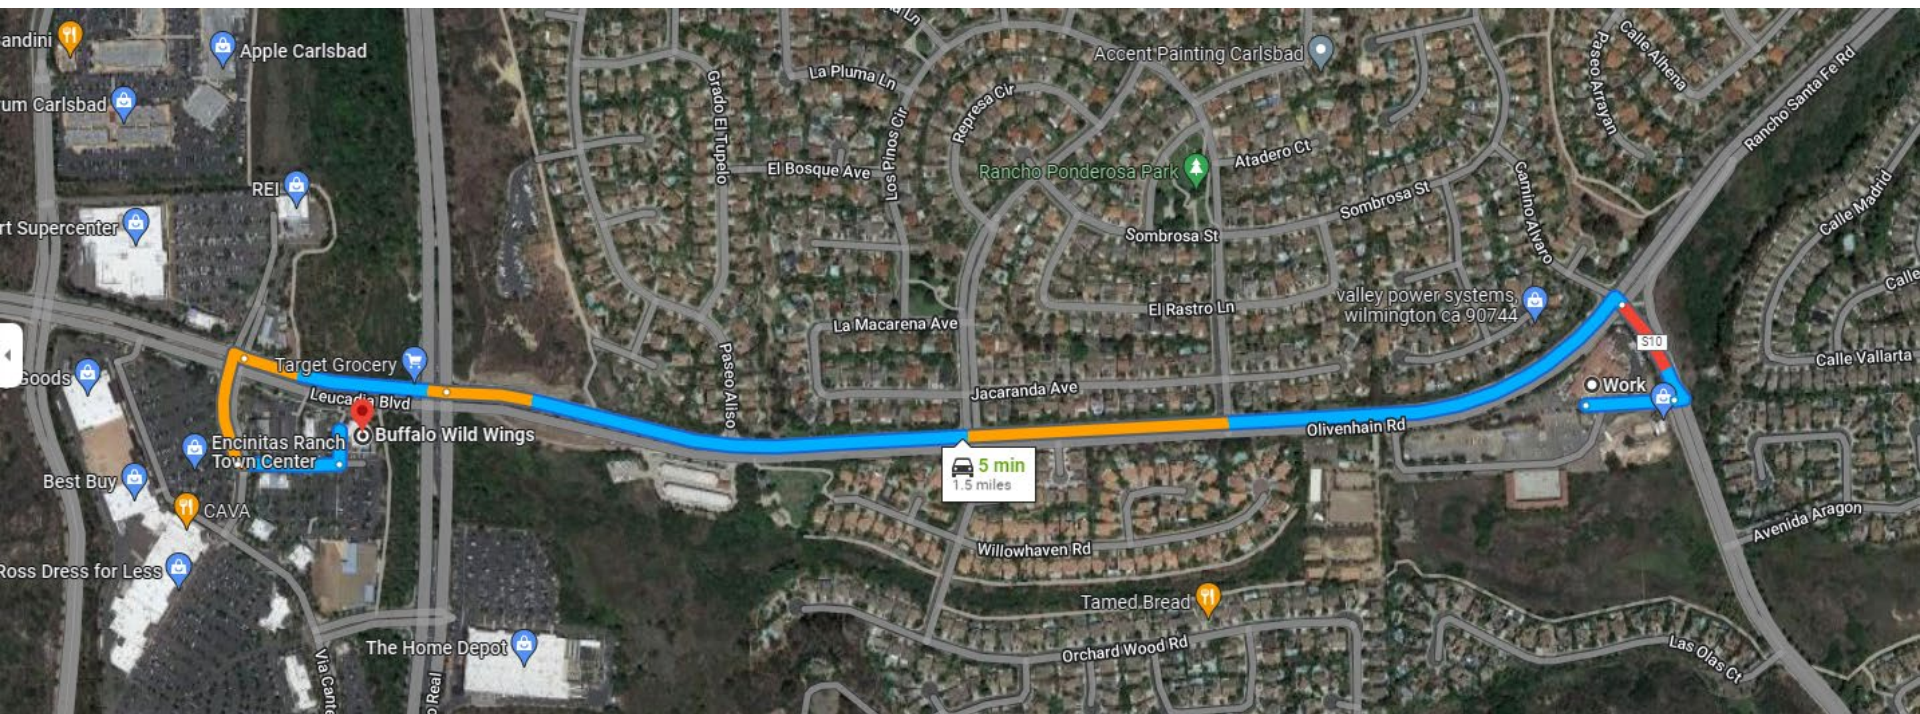 andini
Apple Carlsbad
Accent Painting Carlsbad
La Pluma Ln
Calle Alhena
Paseo Arrayan
Rancho Santa Fe Rd
um Carlsbad
Grado El Tupelo
Represa Cir
Los Pinos Cir
El Bosque Ave
Rancho Ponderosa Park
Atadero Ct
REI
Sombrosa St
Camino Alvaro
Calle Madrid
rt Supercenter
Sombrosa St
valley power systems,
wilmington ca 90744
El Rastro Ln
La Macarena Ave
S10
Calle
Calle Vallarta
Target Grocery
Goods
Paseo Aliso
Jacaranda Ave
Work
Leucadia Blvd
Buffalo Wild Wings
Olivenhain Rd
Encinitas Ranch
Town Center
5 min
1.5 miles
Best Buy
CAVA
Avenida Aragon
Willowhaven Rd
Ross Dress for Less
Tamed Bread
The Home Depot
Orchard Wood Rd
Las Olas Ct
Via Cante
o Real